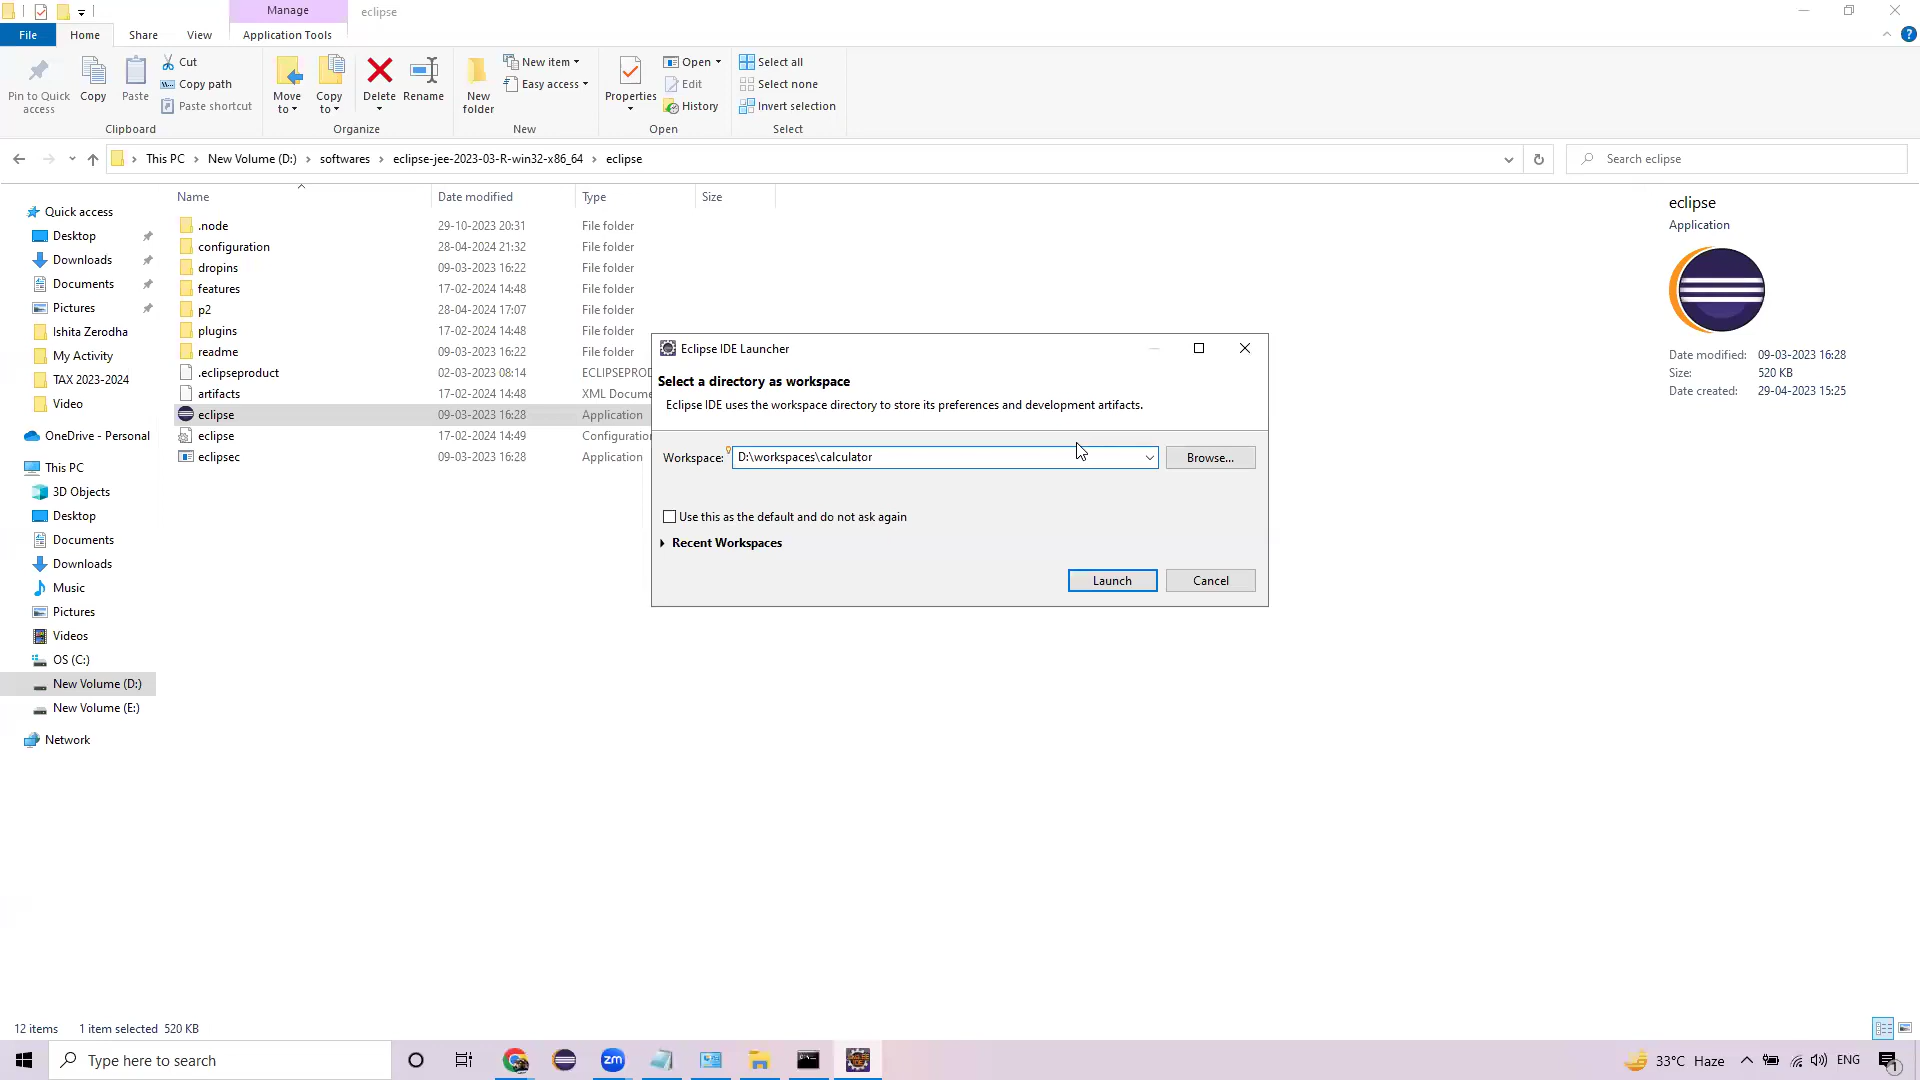 Manage
eclipse
File
Home
Share
View
Application Tools
Pin to Quick access
Copy
Paste
Cut
Copy path
Paste shortcut
Clipboard
Move to
Copy to
Delete
Rename
Organize
New folder
New item
Easy access
New
Properties
Open
Edit
History
Open
Select all
Select none
Invert selection
Select
This PC > New Volume (D:) > softwares > eclipse-jee-2023-03-R-win32-x86_64 > eclipse
Search eclipse
Name Date modified Type Size
Quick access
Desktop
Downloads
Documents
Pictures
Ishita Zerodha
My Activity
TAX 2023-2024
Video
OneDrive - Personal
This PC
3D Objects
Desktop
Documents
Downloads
Music
Pictures
Videos
OS (C:)
New Volume (D:)
New Volume (E:)
Network
.node 29-10-2023 20:31 File folder
configuration 28-04-2024 21:32 File folder
dropins 09-03-2023 16:22 File folder
features 17-02-2024 14:48 File folder
p2 28-04-2024 17:07 File folder
plugins 17-02-2024 14:48 File folder
readme 09-03-2023 16:22 File folder
.eclipseproduct 02-03-2023 08:14 ECLIPSEPROD
artifacts 17-02-2024 14:48 XML Docume
eclipse 09-03-2023 16:28 Application
eclipse 17-02-2024 14:49 Configuratio
eclipsec 09-03-2023 16:28 Application
Eclipse IDE Launcher
Select a directory as workspace
Eclipse IDE uses the workspace directory to store its preferences and development artifacts.
Workspace: D:\workspaces\calculator Browse...
Use this as the default and do not ask again
Recent Workspaces
Launch Cancel
eclipse
Application
Date modified: 09-03-2023 16:28
Size: 520 KB
Date created: 29-04-2023 15:25
12 items 1 item selected 520 KB
Type here to search
zm
33°C Haze
ENG
1